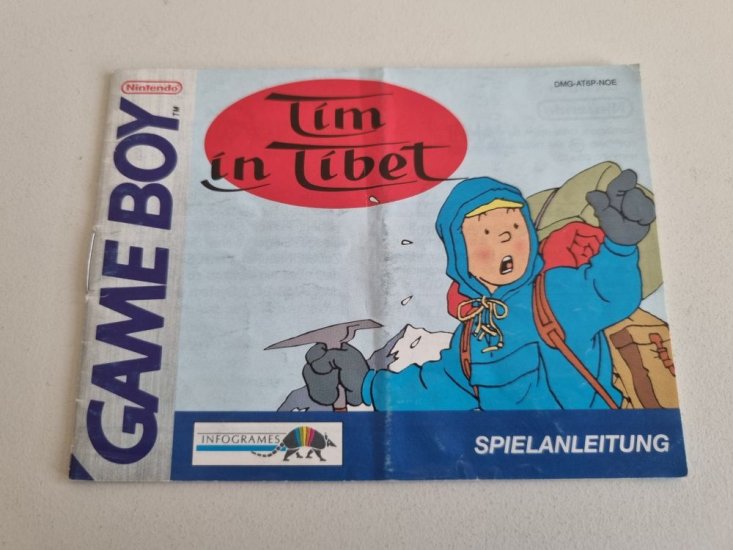 Nintendo
GAME BOY
TM
DMG-AT6P-NOE
Tim
in Tibet
INFOGRAMES
SPIELANLEITUNG